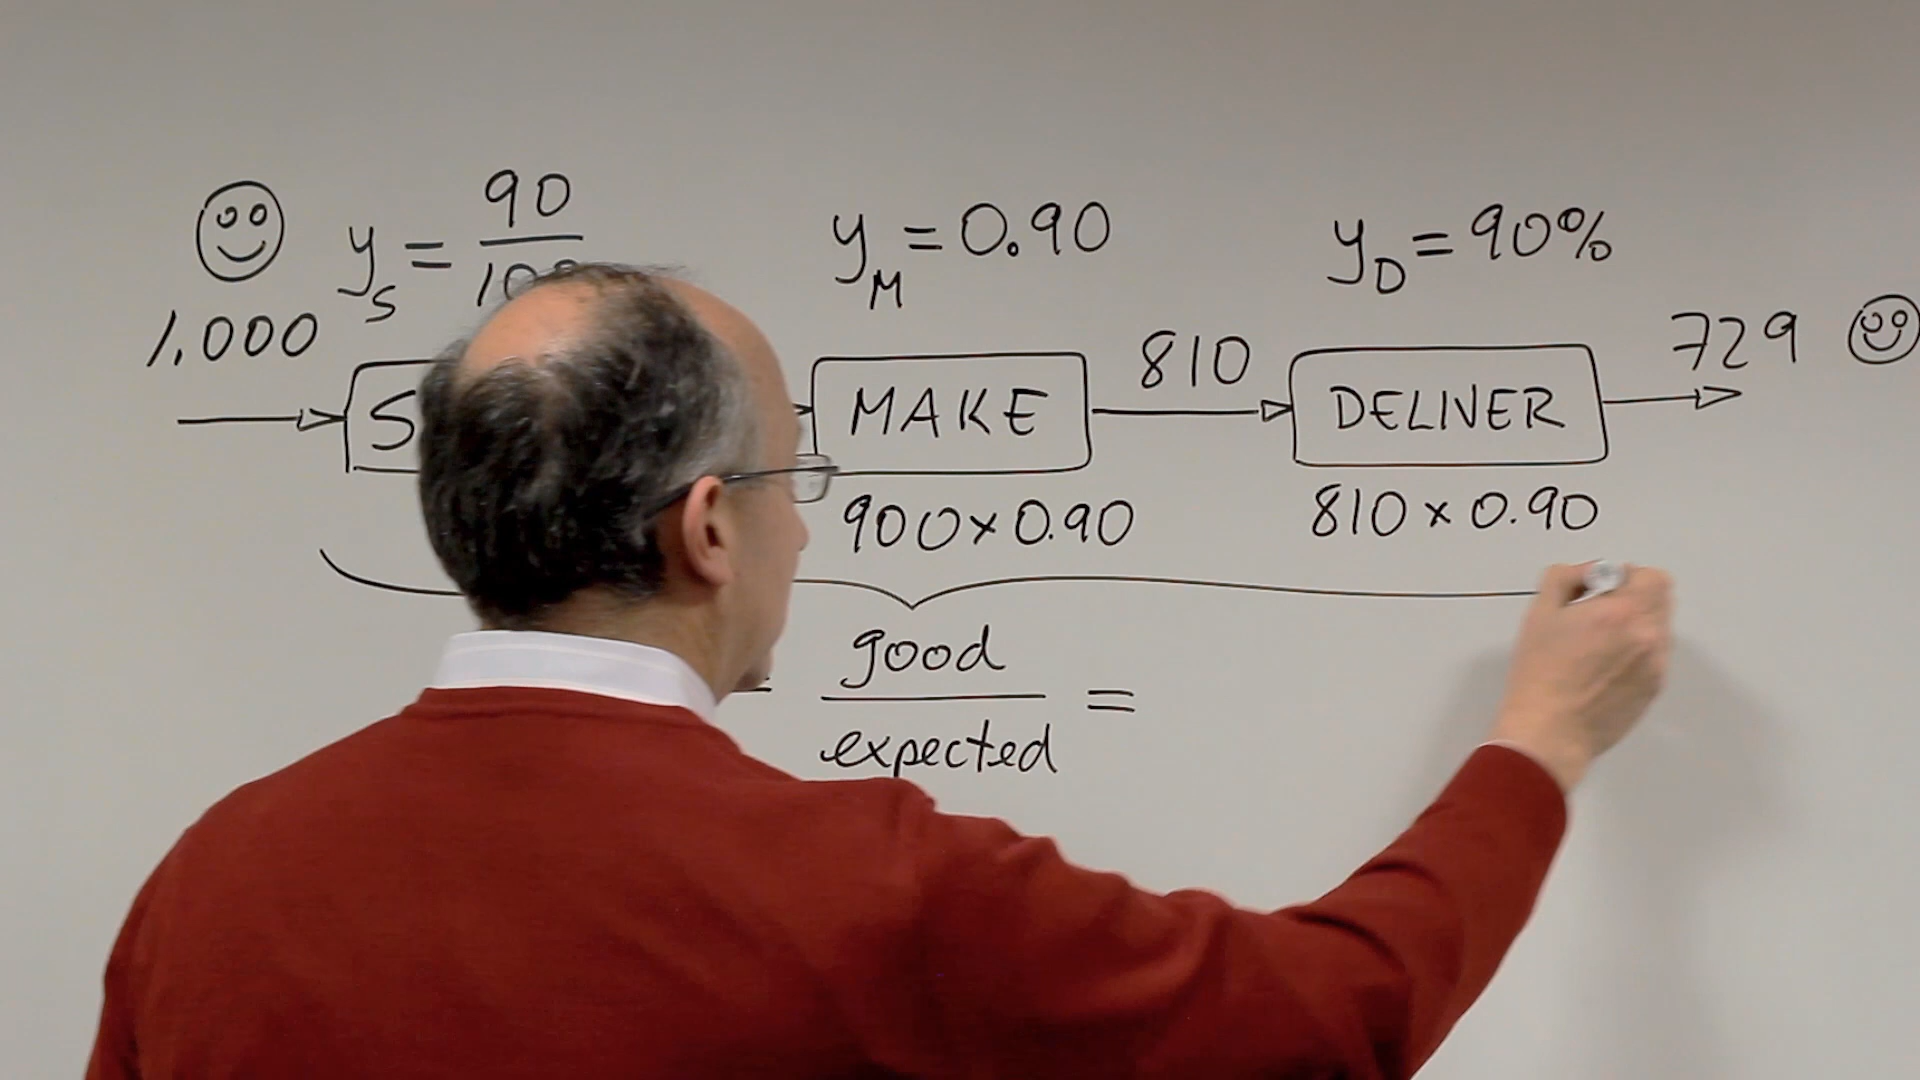 y_S = 90/100
y_M = 0.90
y_D = 90%
1,000
810
729
MAKE
DELIVER
900 x 0.90
810 x 0.90
= good/expected =